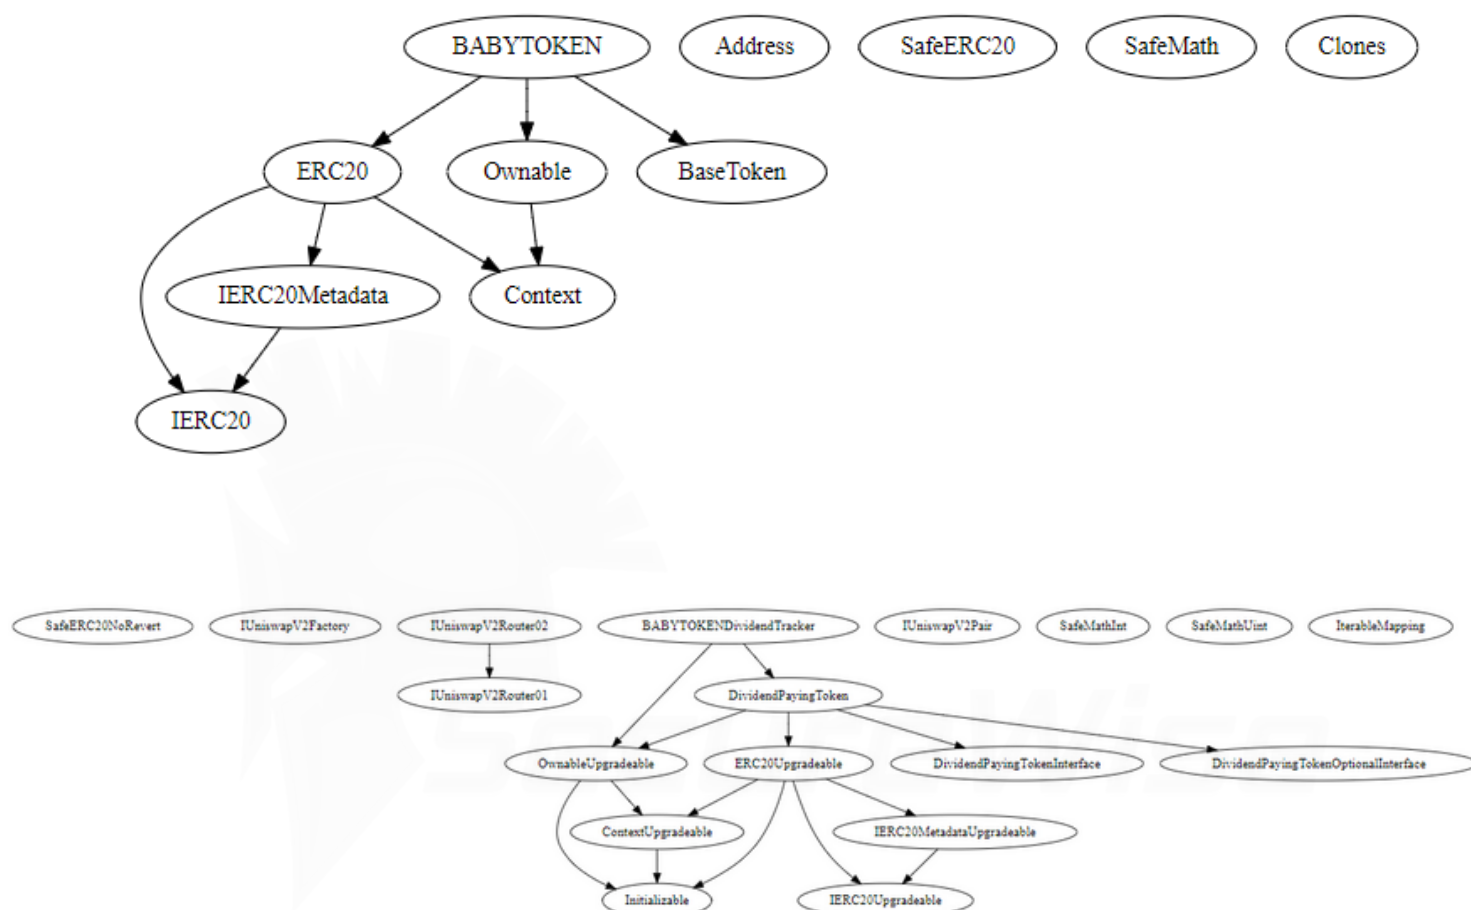 BABYTOKEN Address SafeERC20 SafeMath Clones
ERC20 Ownable BaseToken
IERC20Metadata Context
IERC20
SafeERC20NoRevert IUniswapV2Factory IUniswapV2Router02 BABYTOKENDividendTracker IUniswapV2Pair SafeMathInt SafeMathUint IterableMapping
IUniswapV2Router01 DividendPayingToken
OwnableUpgradeable ERC20Upgradeable DividendPayingTokenInterface DividendPayingTokenOptionalInterface
ContextUpgradeable IERC20MetadataUpgradeable
Initializable IERC20Upgradeable